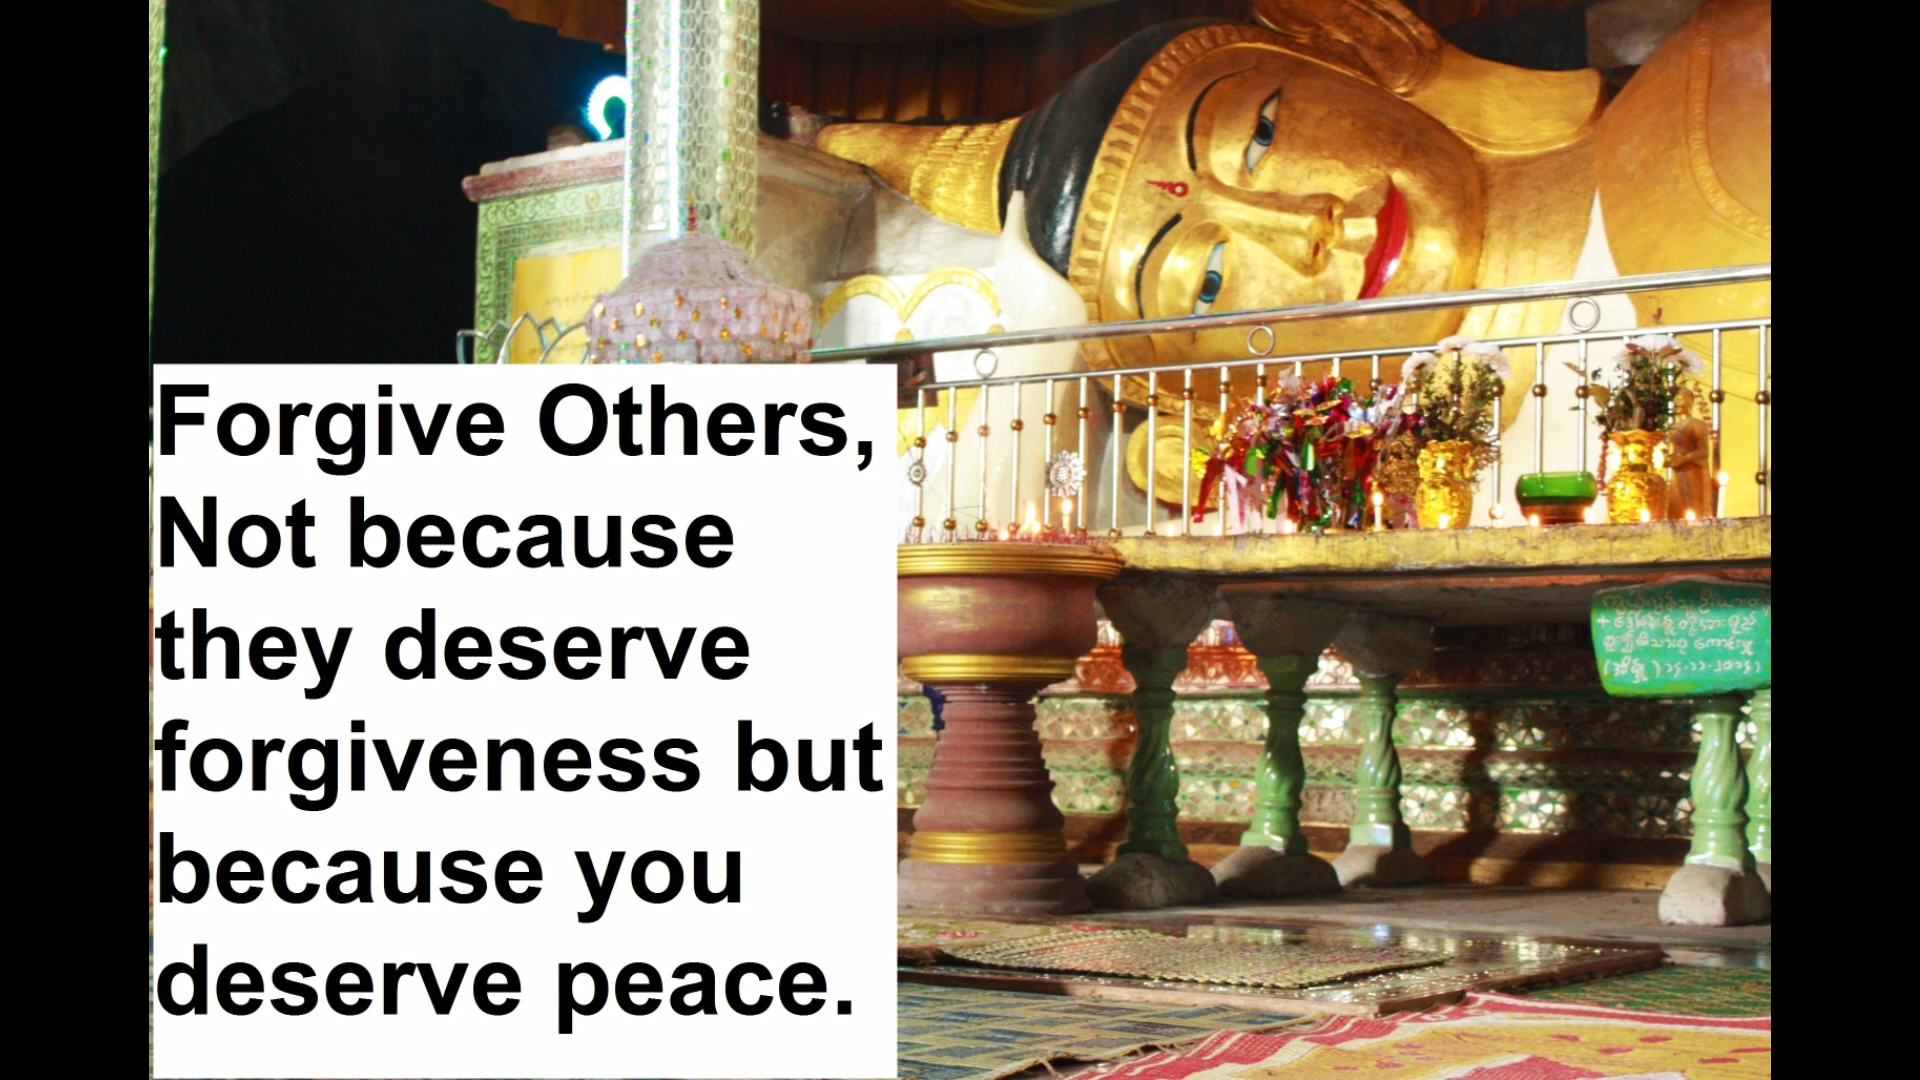 Forgive Others,
Not because
they deserve
forgiveness but
because you
deserve peace.